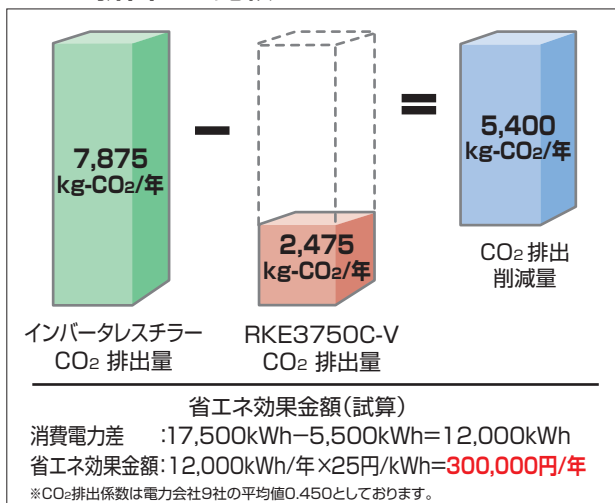 7,875
kg-CO2/年
−
2,475
kg-CO2/年
=
5,400
kg-CO2/年
インバータレスチラー
CO2 排出量
RKE3750C-V
CO2 排出量
CO2 排出
削減量
省エネ効果金額(試算)
消費電力差 :17,500kWh−5,500kWh=12,000kWh
省エネ効果金額:12,000kWh/年×25円/kWh=300,000円/年
※CO2排出係数は電力会社9社の平均値0.450としております。